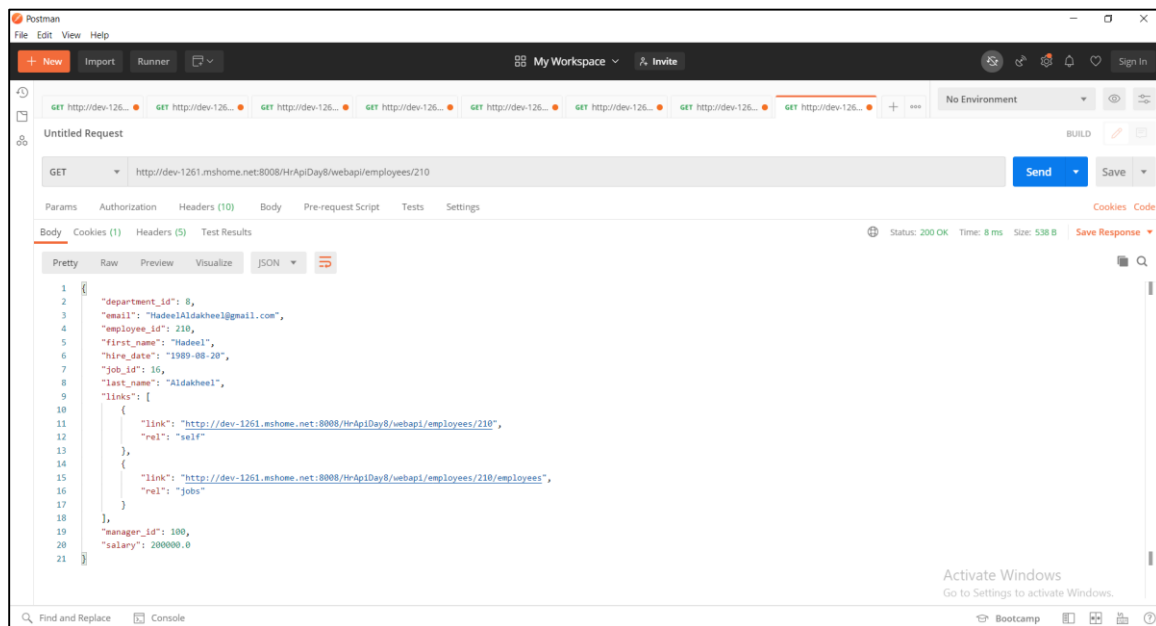 Postman
File Edit View Help
+ New Import Runner My Workspace Invite Sign In
GET http://dev-126... GET http://dev-126... GET http://dev-126... GET http://dev-126... GET http://dev-126... GET http://dev-126... GET http://dev-126... GET http://dev-126... + ooo No Environment
Untitled Request BUILD
GET http://dev-1261.mshome.net:8008/HrApiDay8/webapi/employees/210 Send Save
Params Authorization Headers (10) Body Pre-request Script Tests Settings Cookies Code
Body Cookies (1) Headers (5) Test Results Status: 200 OK Time: 8 ms Size: 538 B Save Response
Pretty Raw Preview Visualize JSON
1 {
2 "department_id": 8,
3 "email": "HadeelAldakheel@gmail.com",
4 "employee_id": 210,
5 "first_name": "Hadeel",
6 "hire_date": "1989-08-20",
7 "job_id": 16,
8 "last_name": "Aldakheel",
9 "links": [
10 {
11 "link": "http://dev-1261.mshome.net:8008/HrApiDay8/webapi/employees/210",
12 "rel": "self"
13 },
14 {
15 "link": "http://dev-1261.mshome.net:8008/HrApiDay8/webapi/employees/210/employees",
16 "rel": "jobs"
17 }
18 ],
19 "manager_id": 100,
20 "salary": 200000.0
21 }
Activate Windows
Go to Settings to activate Windows.
Find and Replace Console Bootcamp